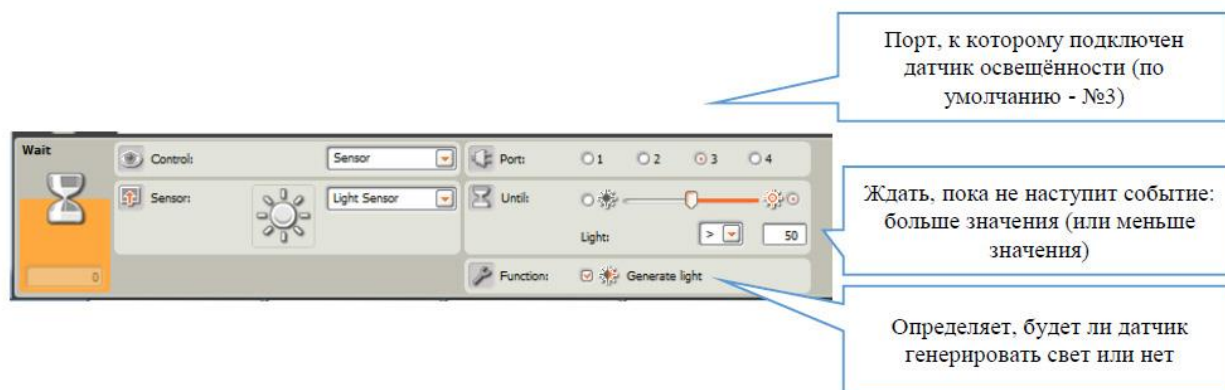 Порт, к которому подключен
датчик освещённости (по
умолчанию - №3)
Wait
Control:
Sensor
Port:
1 2 3 4
Sensor:
Light Sensor
Until:
Light:
> 50
0
Function:
Generate light
Ждать, пока не наступит событие:
больше значения (или меньше
значения)
Определяет, будет ли датчик
генерировать свет или нет